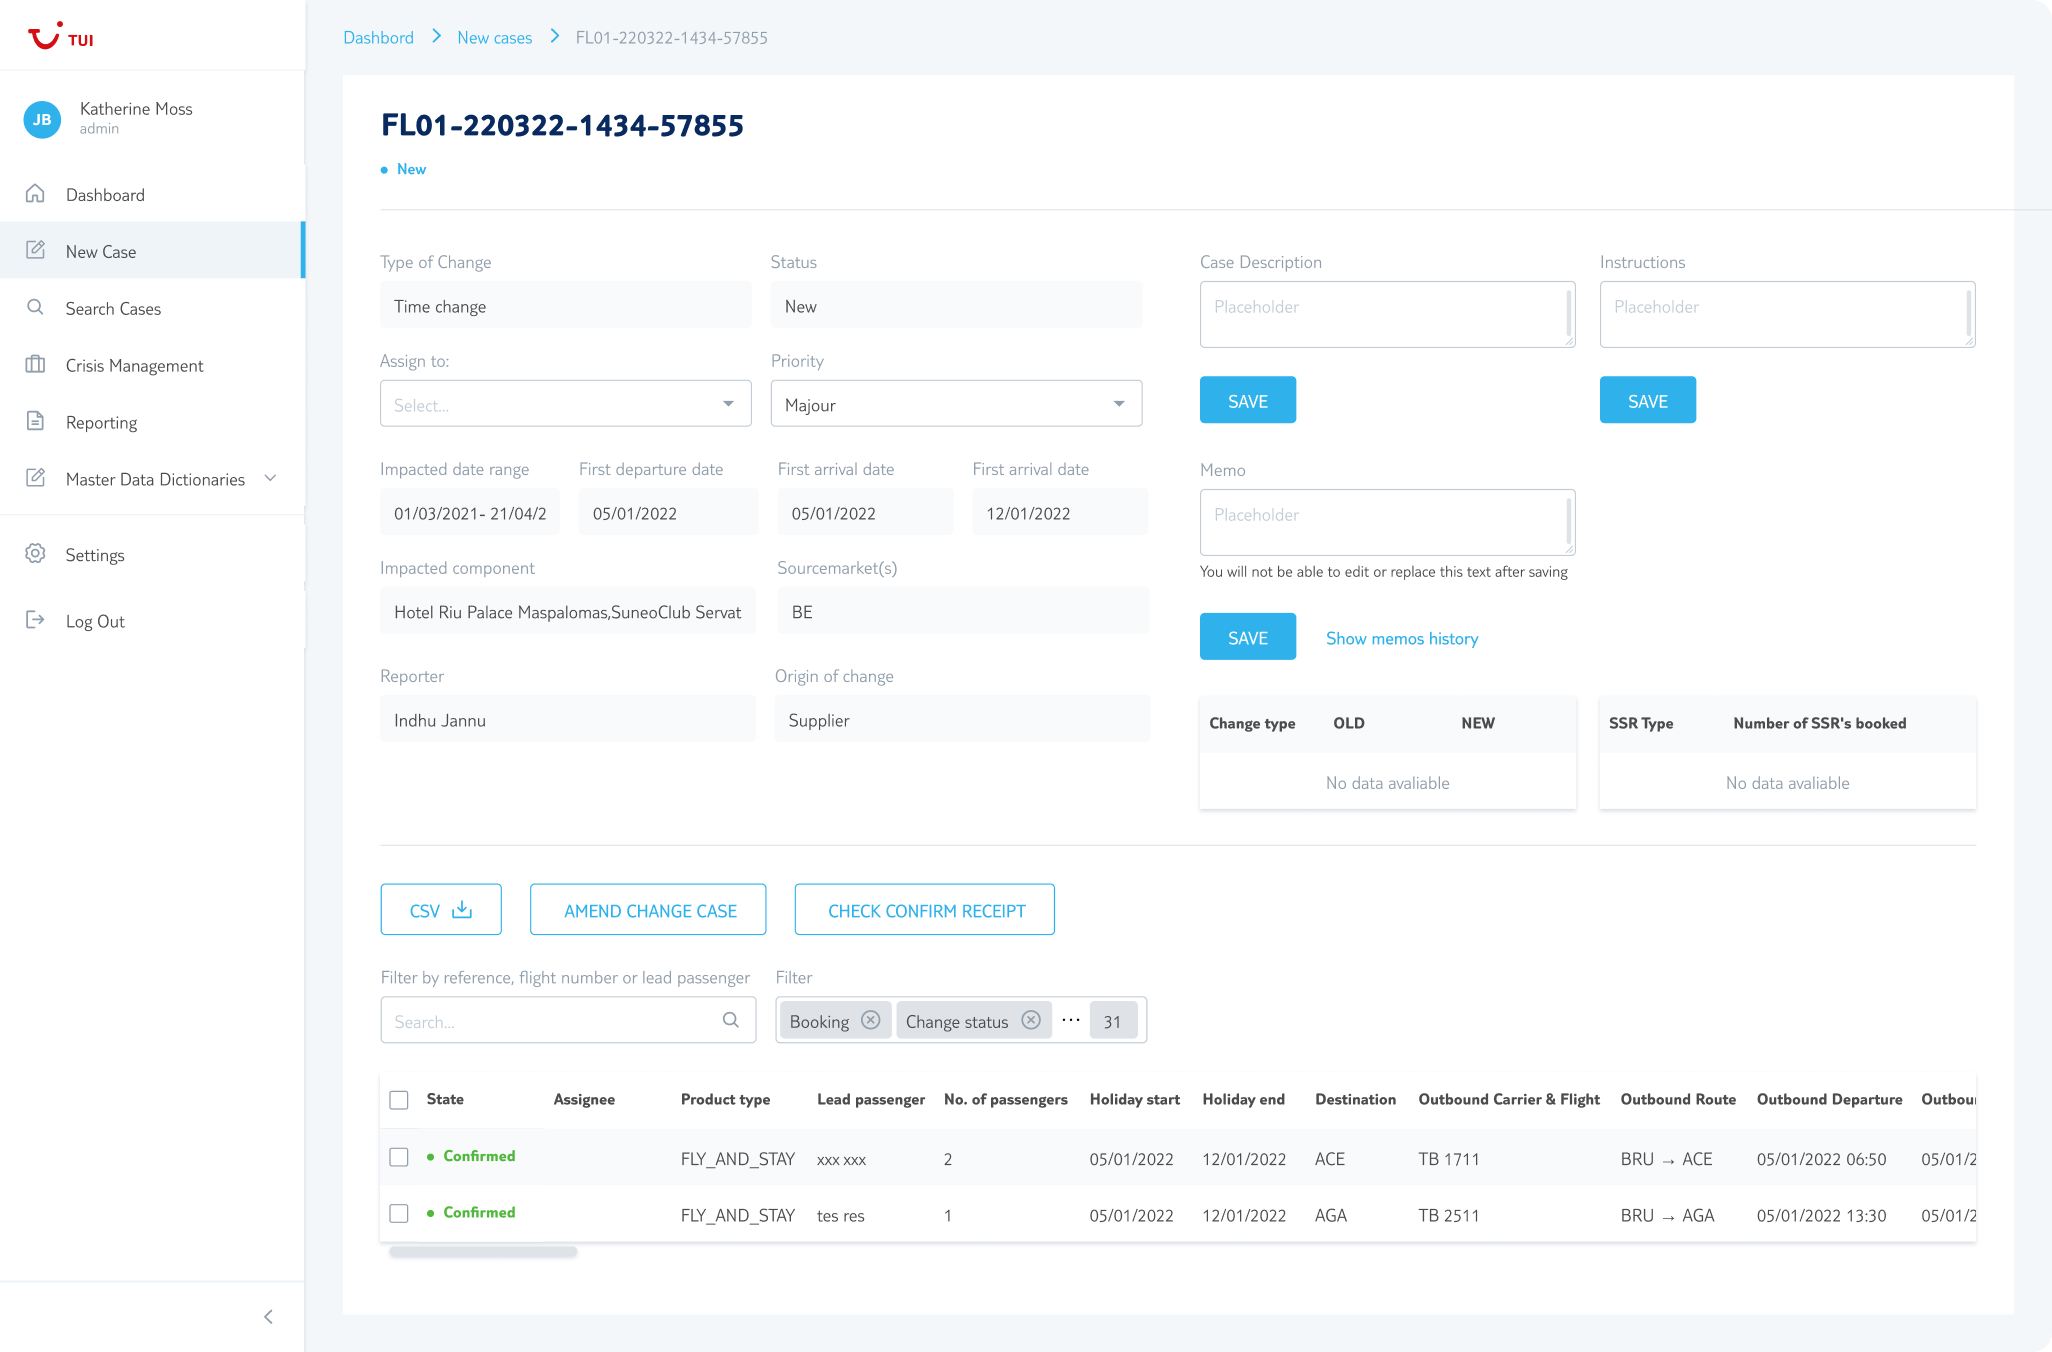 TUI
JB
Katherine Moss
admin
Dashboard
New Case
Search Cases
Crisis Management
Reporting
Master Data Dictionaries
Settings
Log Out
Dashbord > New cases > FL01-220322-1434-57855
FL01-220322-1434-57855
New
Type of Change
Time change
Status
New
Assign to:
Select...
Priority
Majour
Impacted date range
01/03/2021- 21/04/2
First departure date
05/01/2022
First arrival date
05/01/2022
First arrival date
12/01/2022
Impacted component
Hotel Riu Palace Maspalomas,SuneoClub Servat
Sourcemarket(s)
BE
Reporter
Indhu Jannu
Origin of change
Supplier
Case Description
Placeholder
SAVE
Instructions
Placeholder
SAVE
Memo
Placeholder
You will not be able to edit or replace this text after saving
SAVE
Show memos history
Change type OLD NEW
No data avaliable
SSR Type Number of SSR's booked
No data avaliable
CSV
AMEND CHANGE CASE
CHECK CONFIRM RECEIPT
Filter by reference, flight number or lead passenger
Search...
Filter
Booking Change status ... 31
State Assignee Product type Lead passenger No. of passengers Holiday start Holiday end Destination Outbound Carrier & Flight Outbound Route Outbound Departure Outbou
Confirmed FLY_AND_STAY xxx xxx 2 05/01/2022 12/01/2022 ACE TB 1711 BRU → ACE 05/01/2022 06:50 05/01/2
Confirmed FLY_AND_STAY tes res 1 05/01/2022 12/01/2022 AGA TB 2511 BRU → AGA 05/01/2022 13:30 05/01/2